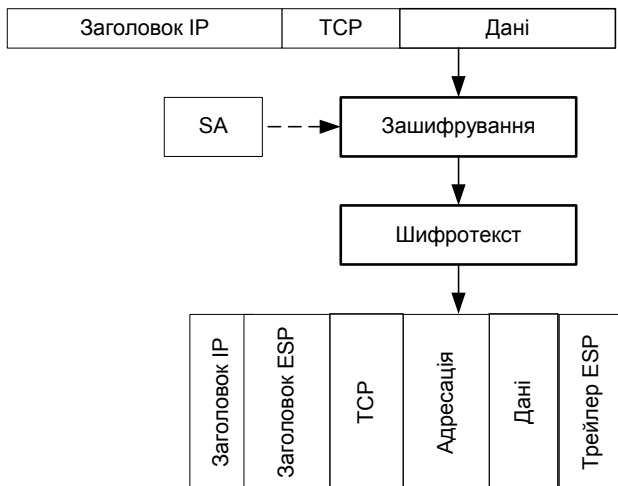 Заголовок IP
TCP
Дані
SA
Зашифрування
Шифротекст
Заголовок IP
Заголовок ESP
TCP
Адресація
Дані
Трейлер ESP